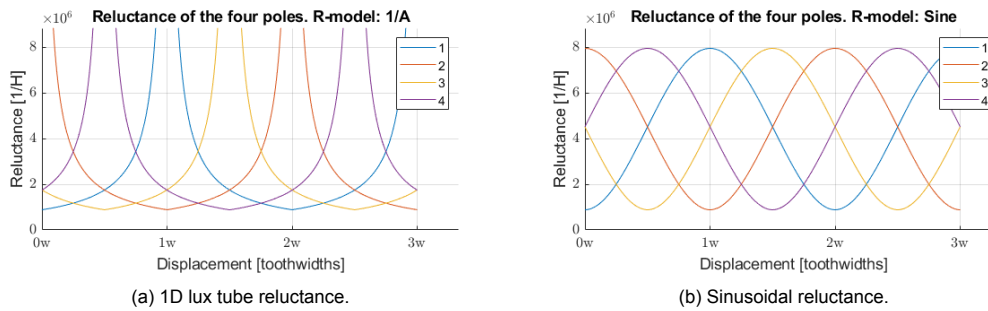 ×10⁶ Reluctance of the four poles. R-model: 1/A
8
6
4
2
0
Reluctance [1/H]
1
2
3
4
0w 1w 2w 3w
Displacement [toothwidths]
(a) 1D lux tube reluctance.
×10⁶ Reluctance of the four poles. R-model: Sine
8
6
4
2
0
Reluctance [1/H]
1
2
3
4
0w 1w 2w 3w
Displacement [toothwidths]
(b) Sinusoidal reluctance.